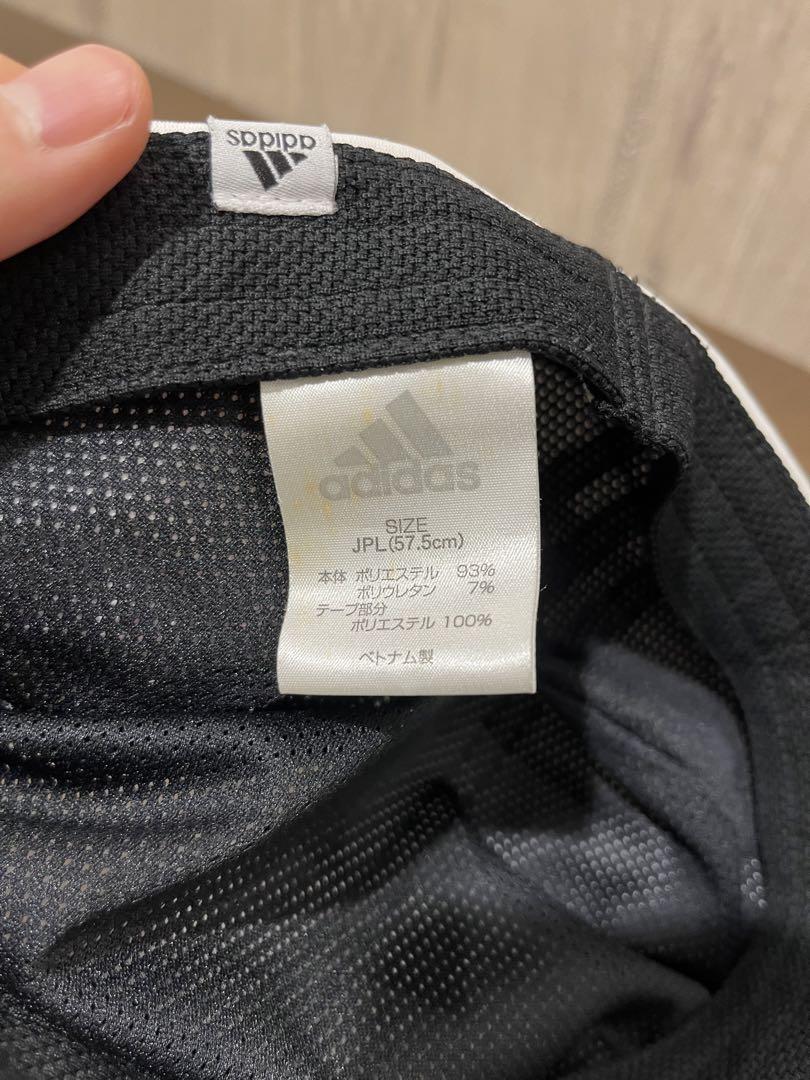 adidas
adidas
SIZE
JPL(57.5cm)
本体 ポリエステル 93%
ポリウレタン 7%
テープ部分
ポリエステル 100%
ベトナム製